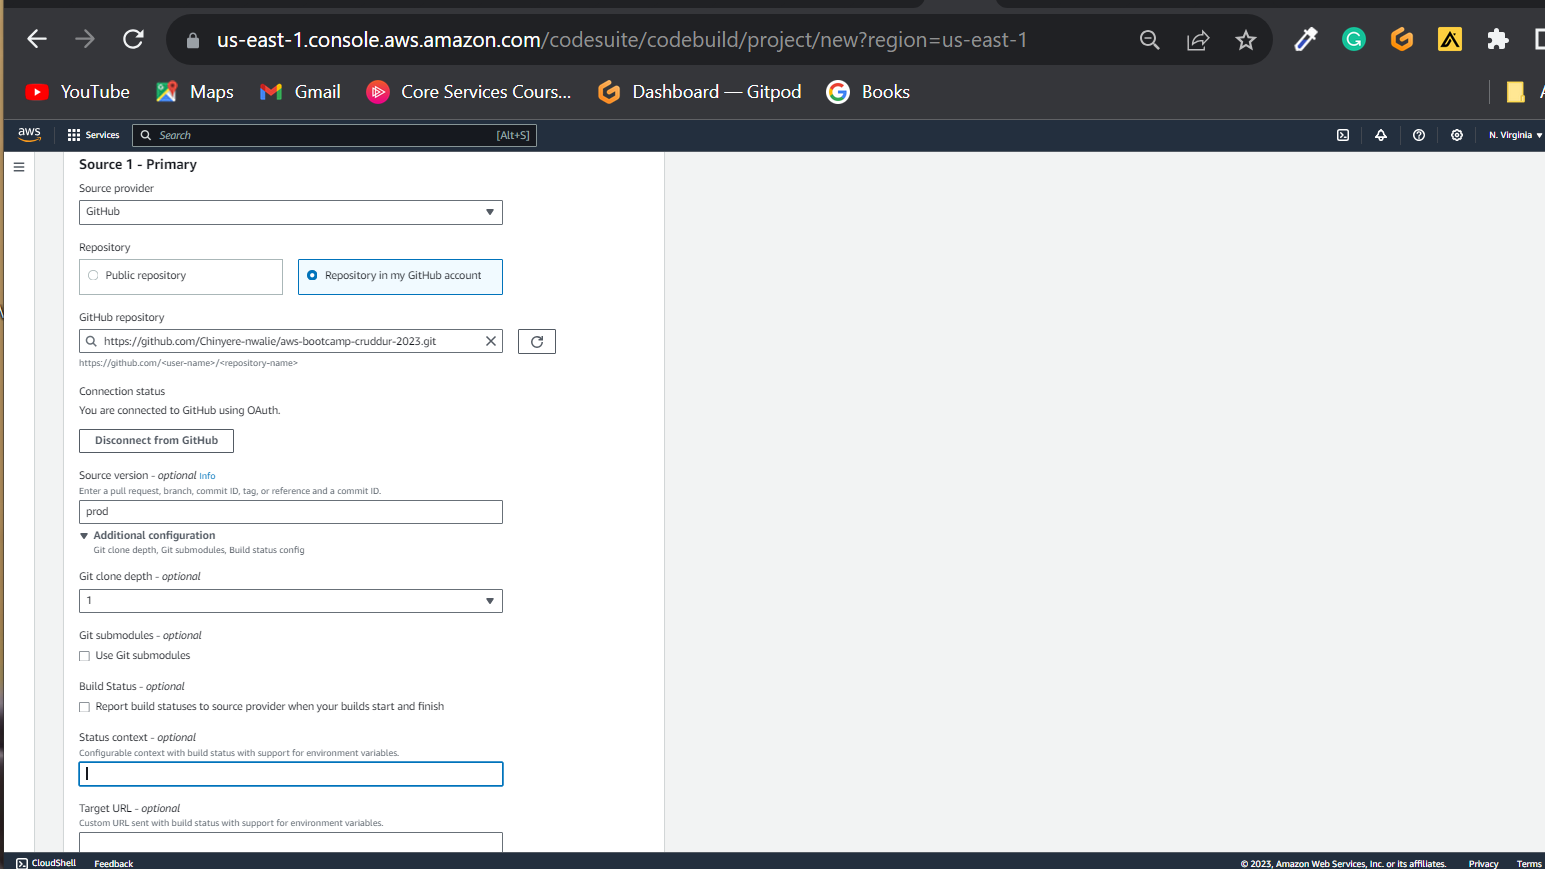 us-east-1.console.aws.amazon.com/codesuite/codebuild/project/new?region=us-east-1
YouTube Maps Gmail Core Services Cours... Dashboard — Gitpod Books
aws Services Search [Alt+S] N. Virginia
Source 1 - Primary
Source provider
GitHub
Repository
Public repository Repository in my GitHub account
GitHub repository
https://github.com/Chinyere-nwalie/aws-bootcamp-cruddur-2023.git
https://github.com/<user-name>/<repository-name>
Connection status
You are connected to GitHub using OAuth.
Disconnect from GitHub
Source version - optional Info
Enter a pull request, branch, commit ID, tag, or reference and a commit ID.
prod
Additional configuration
Git clone depth, Git submodules, Build status config
Git clone depth - optional
1
Git submodules - optional
Use Git submodules
Build Status - optional
Report build statuses to source provider when your builds start and finish
Status context - optional
Configurable context with build status with support for environment variables.
Target URL - optional
Custom URL sent with build status with support for environment variables.
CloudShell Feedback © 2023, Amazon Web Services, Inc. or its affiliates. Privacy Terms